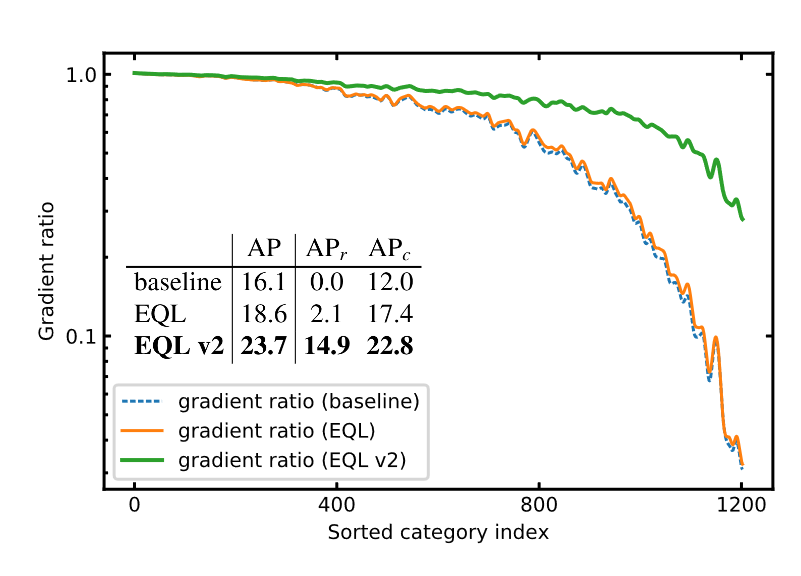 1.0
0.1
Gradient ratio
AP AP_r AP_c
baseline 16.1 0.0 12.0
EQL 18.6 2.1 17.4
EQL v2 23.7 14.9 22.8
gradient ratio (baseline)
gradient ratio (EQL)
gradient ratio (EQL v2)
0 400 800 1200
Sorted category index